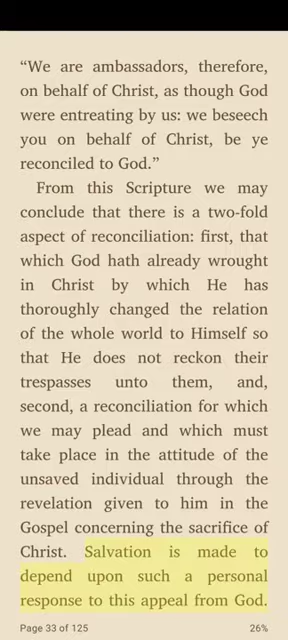 “We are ambassadors, therefore,
on behalf of Christ, as though God
were entreating by us: we beseech
you on behalf of Christ, be ye
reconciled to God.”
From this Scripture we may
conclude that there is a two-fold
aspect of reconciliation: first, that
which God hath already wrought
in Christ by which He has
thoroughly changed the relation
of the whole world to Himself so
that He does not reckon their
trespasses unto them, and,
second, a reconciliation for which
we may plead and which must
take place in the attitude of the
unsaved individual through the
revelation given to him in the
Gospel concerning the sacrifice of
Christ. Salvation is made to
depend upon such a personal
response to this appeal from God.
Page 33 of 125 26%